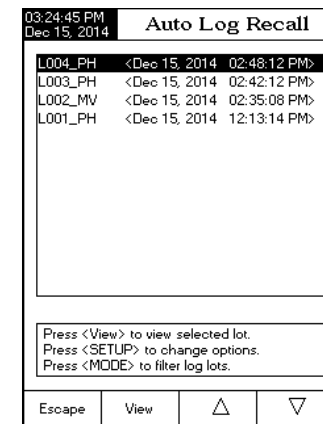 03:24:45 PM
Dec 15, 2014
Auto Log Recall
L004_PH <Dec 15, 2014 02:48:12 PM>
L003_PH <Dec 15, 2014 02:42:12 PM>
L002_MV <Dec 15, 2014 02:35:08 PM>
L001_PH <Dec 15, 2014 12:13:14 PM>
Press <View> to view selected lot.
Press <SETUP> to change options.
Press <MODE> to filter log lots.
Escape View △ ▽